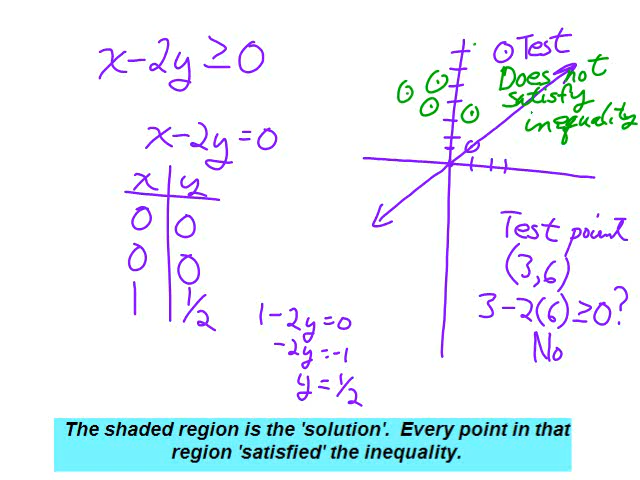 x-2y ≥ 0
x-2y=0
x y
0 0
0 0
1 1/2
1-2y=0
-2y=-1
y=1/2
Test
Does not
satisfy
inequality
Test point
(3,6)
3-2(6)≥0?
No
The shaded region is the 'solution'. Every point in that
region 'satisfied' the inequality.